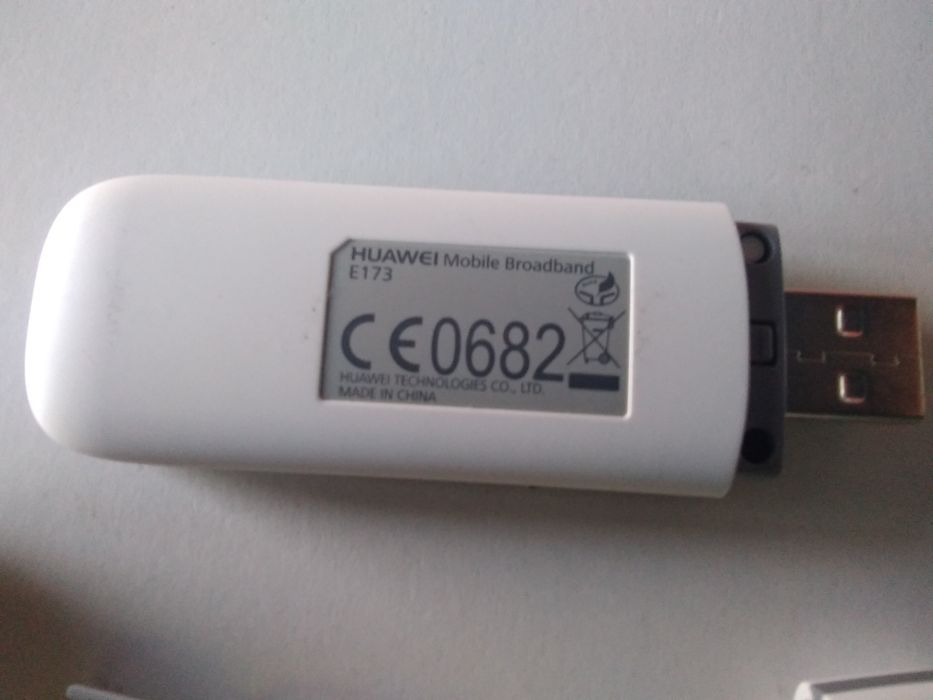 HUAWEI Mobile Broadband
E173
CE0682
HUAWEI TECHNOLOGIES CO., LTD.
MADE IN CHINA